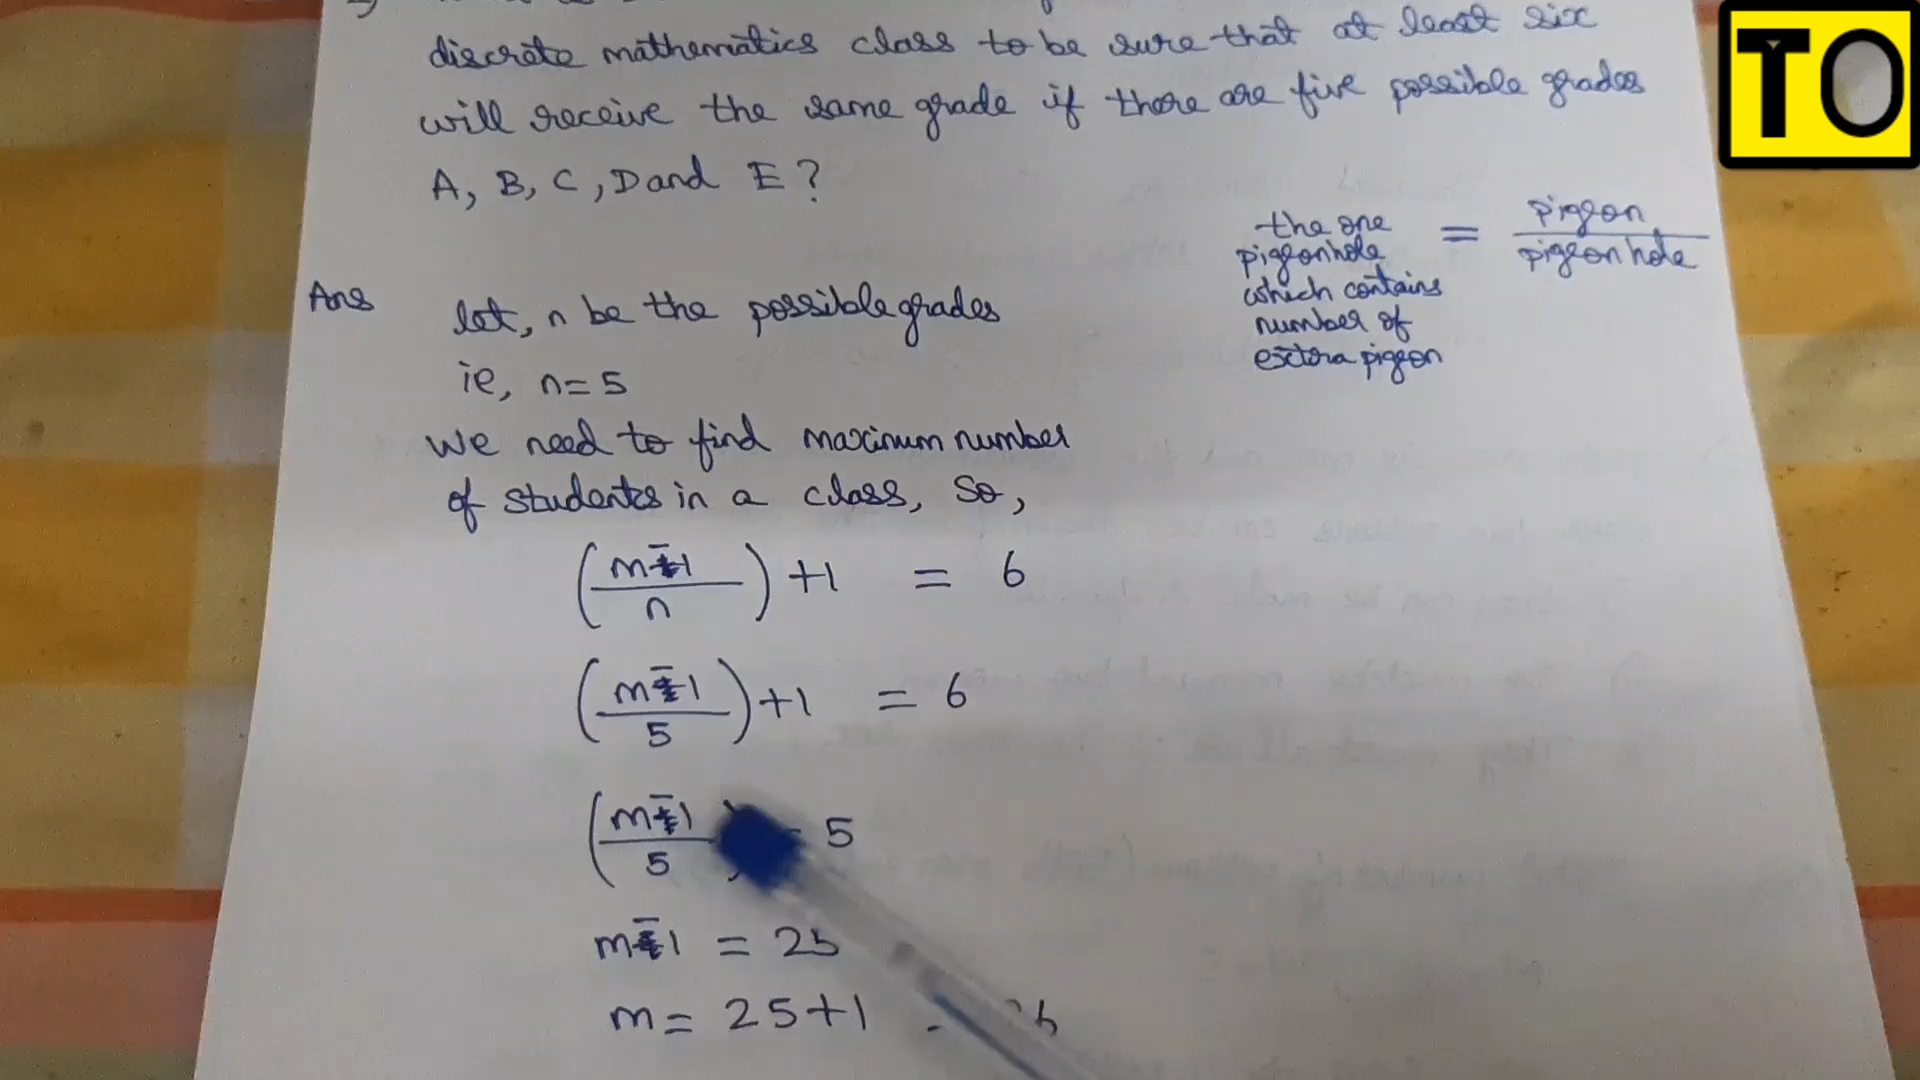 discrete mathematics class to be sure that at least six
will receive the same grade if there are five possible grades
A, B, C, D and E ?
TO
the one pigeonhole which contains number of extra pigeon = pigeon / pigeonhole
Ans let, n be the possible grades
ie, n = 5
We need to find maximum number
of students in a class, so,
(m-1 / n) +1 = 6
(m-1 / 5) +1 = 6
(m-1 / 5) = 5
m-1 = 25
m = 25+1 =